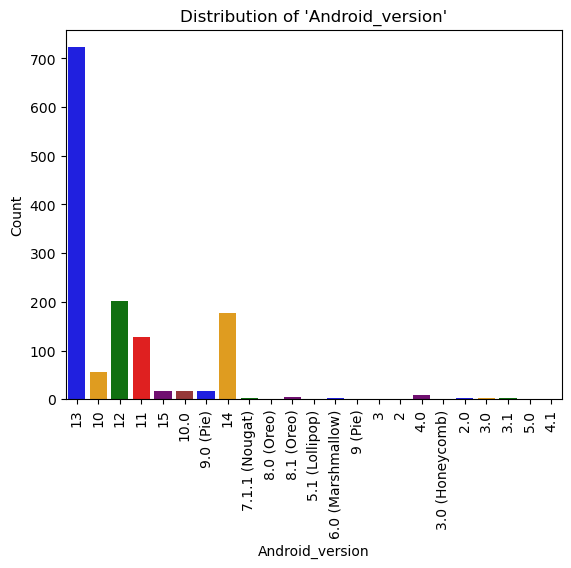 Distribution of 'Android_version'
Count
700
600
500
400
300
200
100
0
13
10
12
11
15
10.0
9.0 (Pie)
14
7.1.1 (Nougat)
8.0 (Oreo)
8.1 (Oreo)
5.1 (Lollipop)
6.0 (Marshmallow)
9 (Pie)
3
2
4.0
3.0 (Honeycomb)
2.0
3.0
3.1
5.0
4.1
Android_version